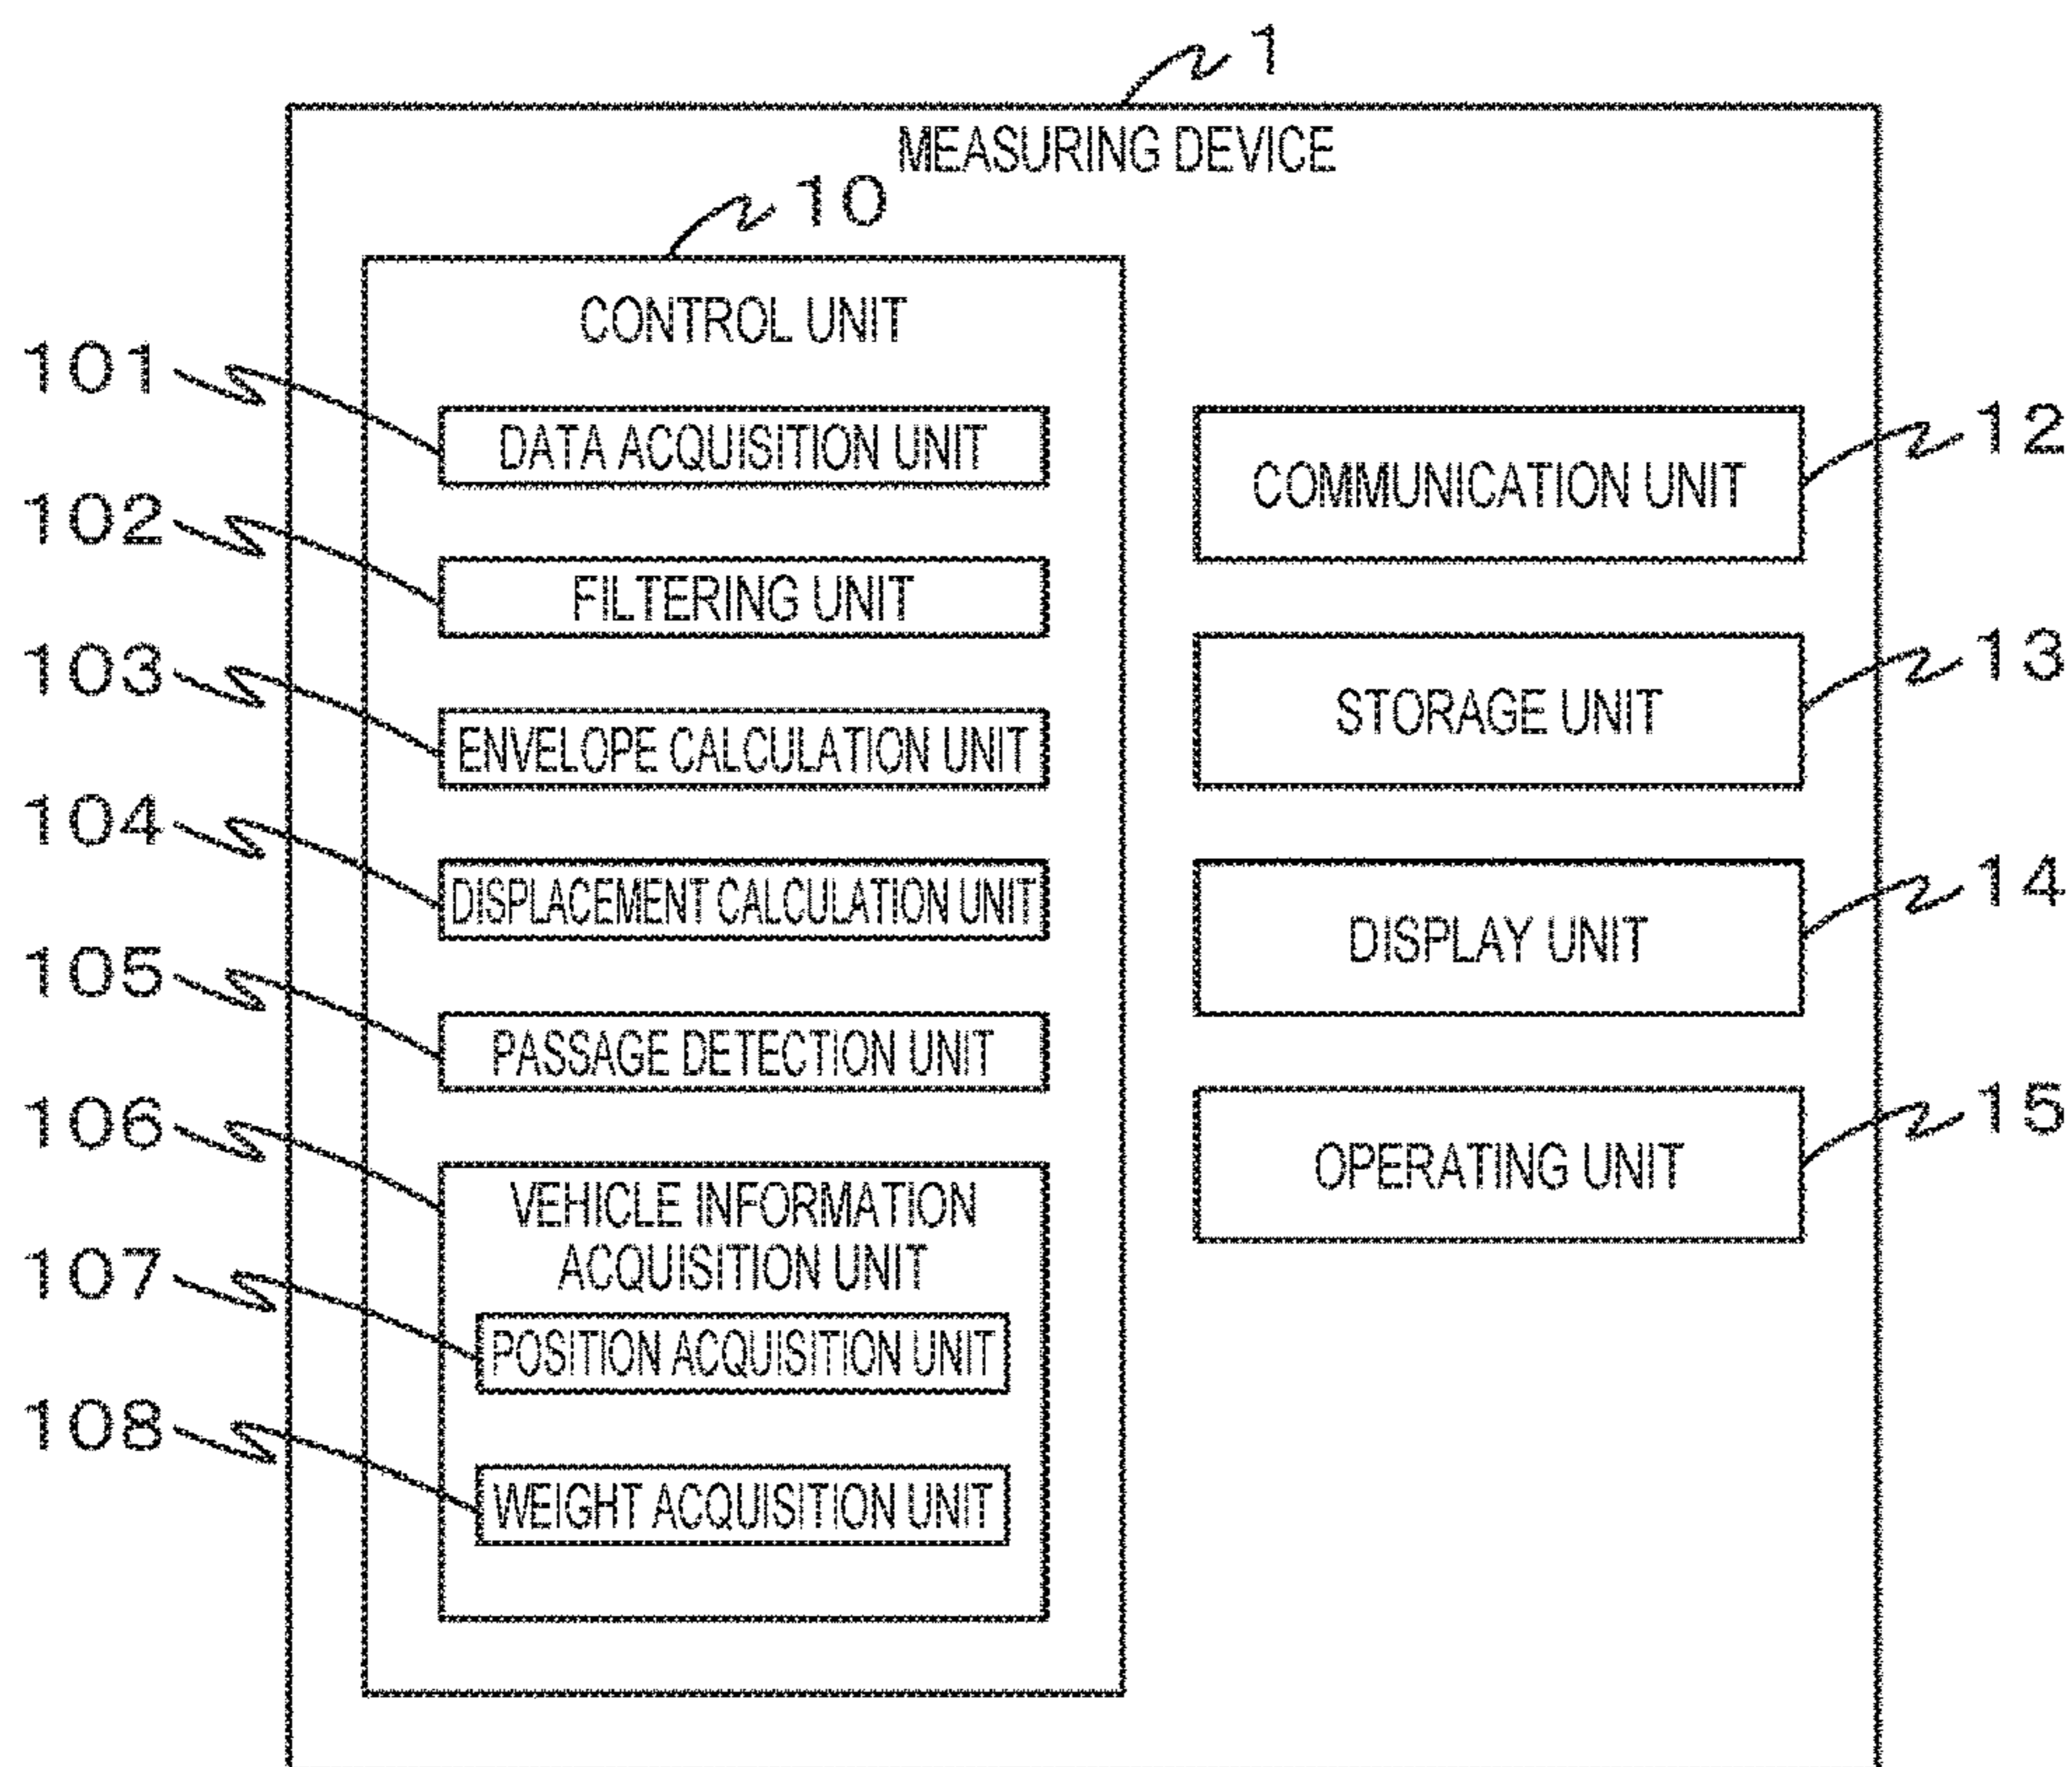 1
MEASURING DEVICE
10
CONTROL UNIT
101
DATA ACQUISITION UNIT
102
FILTERING UNIT
103
ENVELOPE CALCULATION UNIT
104
DISPLACEMENT CALCULATION UNIT
105
PASSAGE DETECTION UNIT
106
VEHICLE INFORMATION
ACQUISITION UNIT
107
POSITION ACQUISITION UNIT
108
WEIGHT ACQUISITION UNIT
12
COMMUNICATION UNIT
13
STORAGE UNIT
14
DISPLAY UNIT
15
OPERATING UNIT